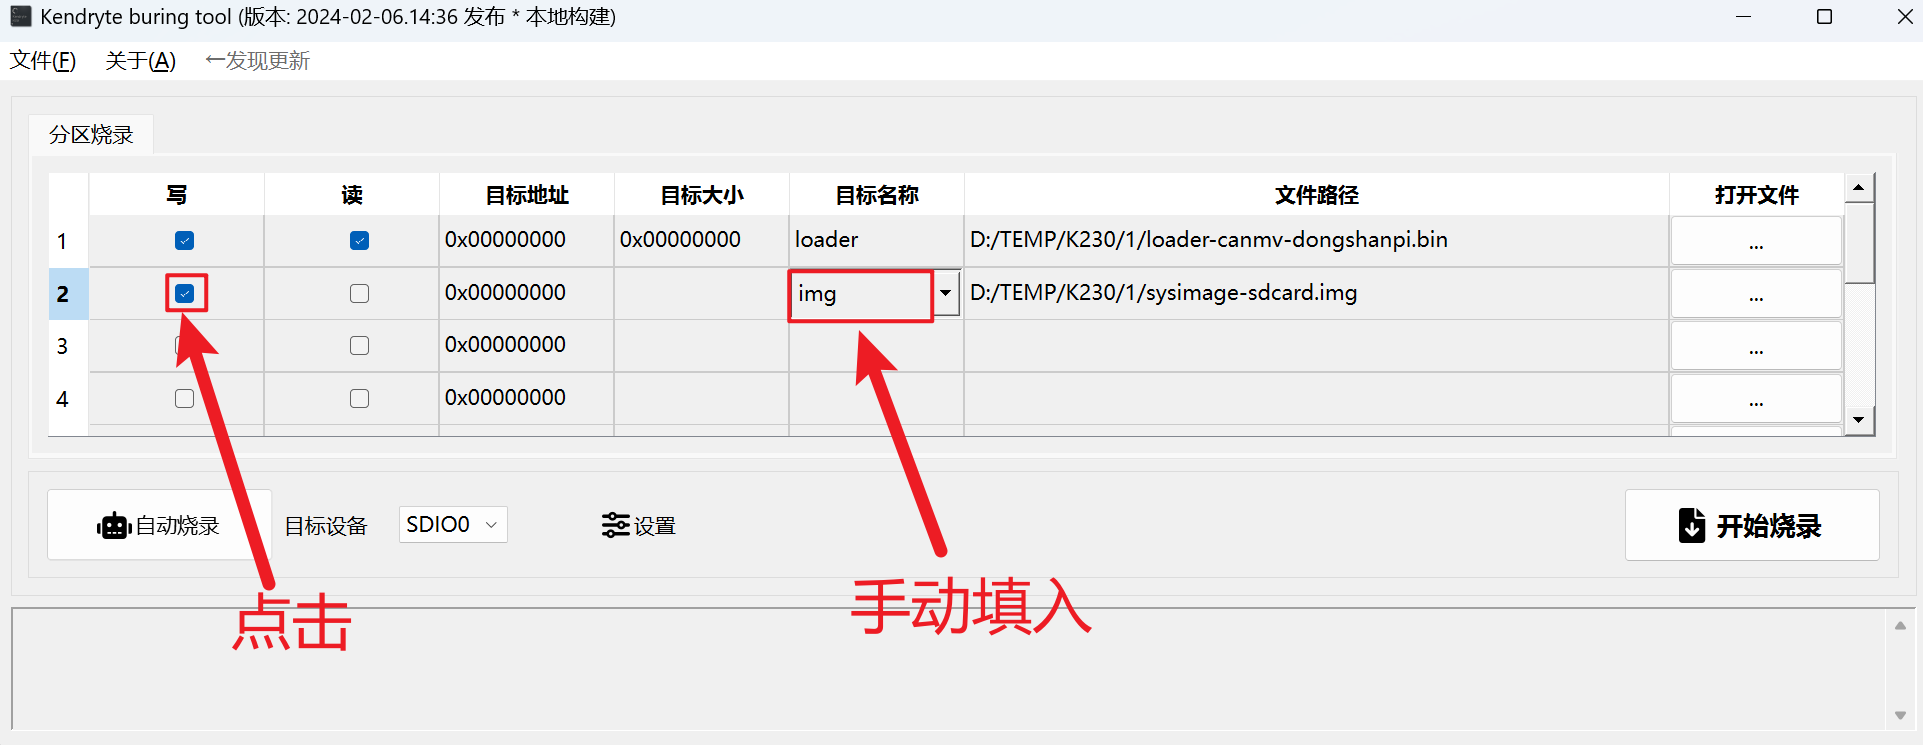 Kendryte buring tool (版本: 2024-02-06.14:36 发布 * 本地构建)
文件(F) 关于(A) ←发现更新
分区烧录
写 读 目标地址 目标大小 目标名称 文件路径 打开文件
1 0x00000000 0x00000000 loader D:/TEMP/K230/1/loader-canmv-dongshanpi.bin ...
2 0x00000000 img D:/TEMP/K230/1/sysimage-sdcard.img ...
3 0x00000000 ...
4 0x00000000 ...
自动烧录 目标设备 SDIO0 设置 开始烧录
点击 手动填入